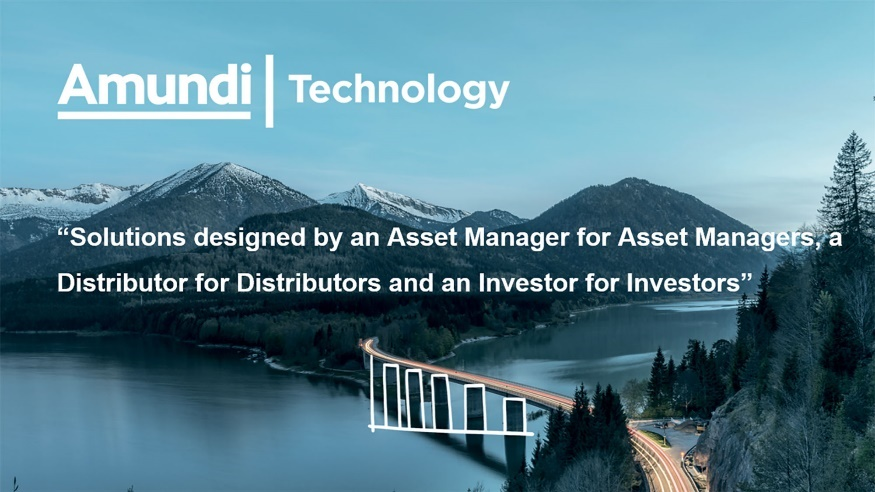 Amundi | Technology
“Solutions designed by an Asset Manager for Asset Managers, a
Distributor for Distributors and an Investor for Investors”